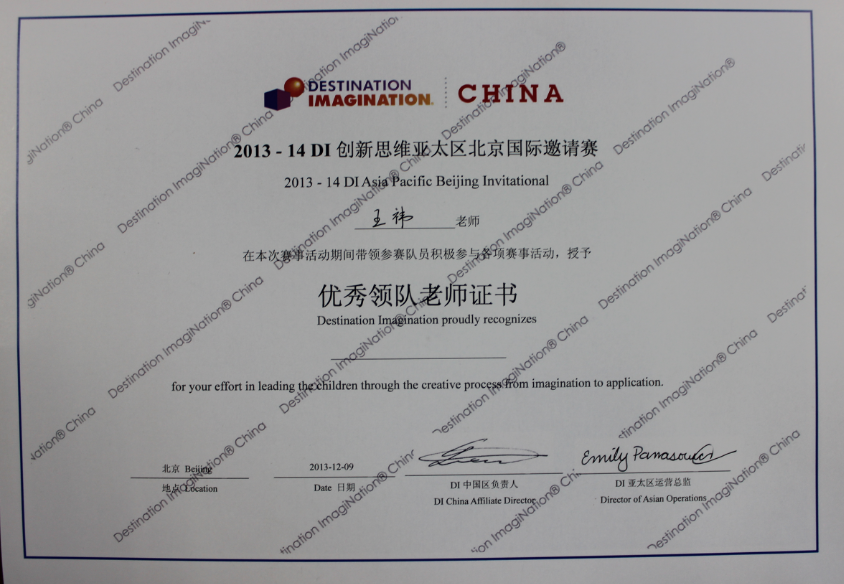 DESTINATION
IMAGINATION
CHINA
2013 - 14 DI 创新思维亚太区北京国际邀请赛
2013 - 14 DI Asia Pacific Beijing Invitational
王祎 老师
在本次赛事活动期间带领参赛队员积极参与各项赛事活动，授予
优秀领队老师证书
Destination Imagination proudly recognizes
for your effort in leading the children through the creative process from imagination to application.
北京 Beijing
地点 Location
2013-12-09
Date 日期
DI 中国区负责人
DI China Affiliate Director
Emily
DI 亚太区运营总监
Director of Asian Operations
Destination ImagiNation® China